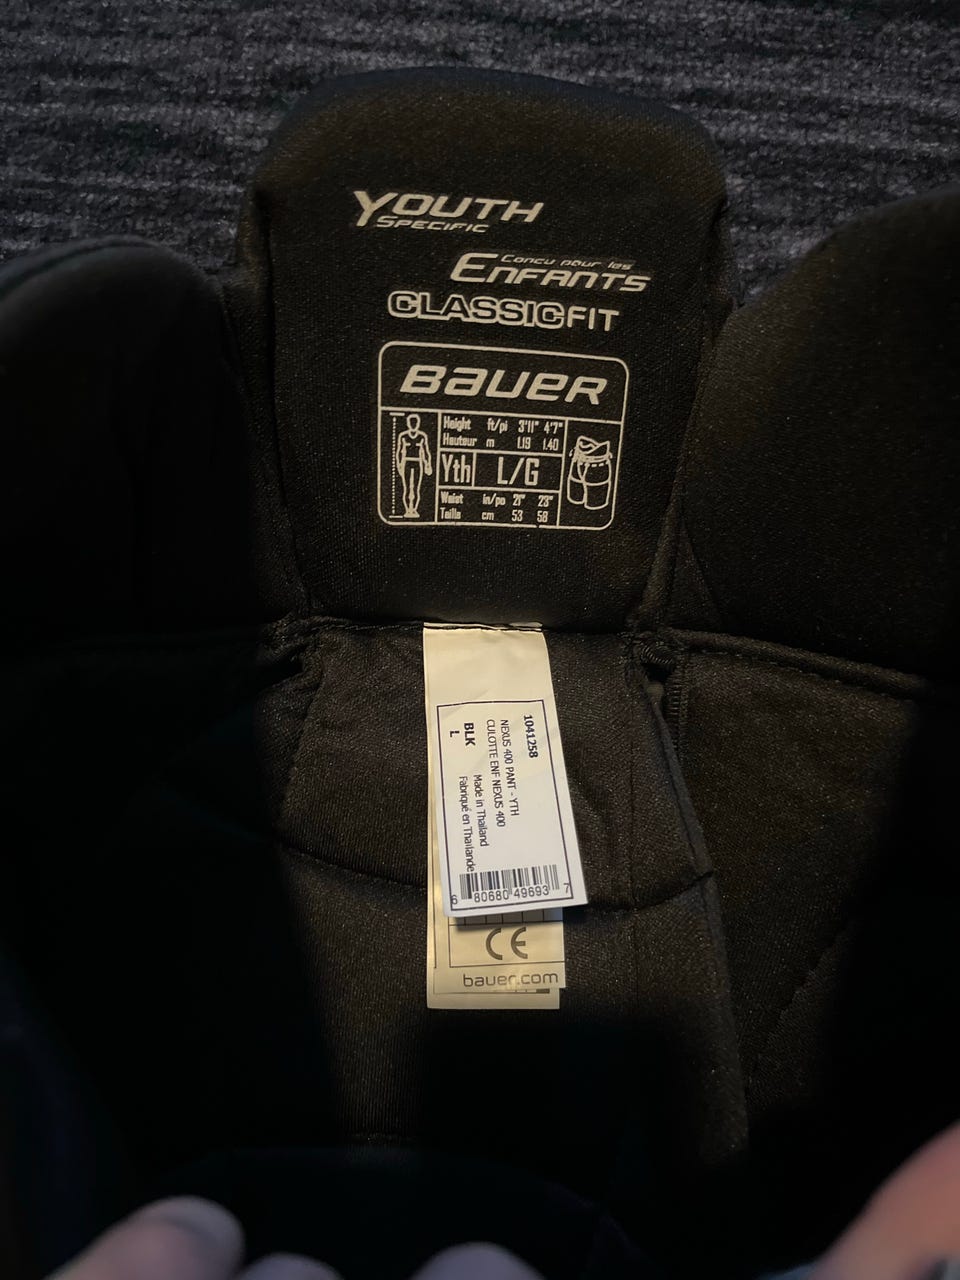 YOUTH
SPECIFIC
Concu pour les
ENFANTS
CLASSICFIT
BAUER
Height ft/pi 3'11" 4'7"
Hauteur m 1.19 1.40
Yth L/G
Waist in/po 21" 23"
Taille cm 53 58
1041258
NEXUS 400 PANT - YTH
CULOTTE ENF NEXUS 400
BLK
L
Made in Thailand
Fabriqué en Thaïlande
6 80680 49693 7
CE
bauer.com